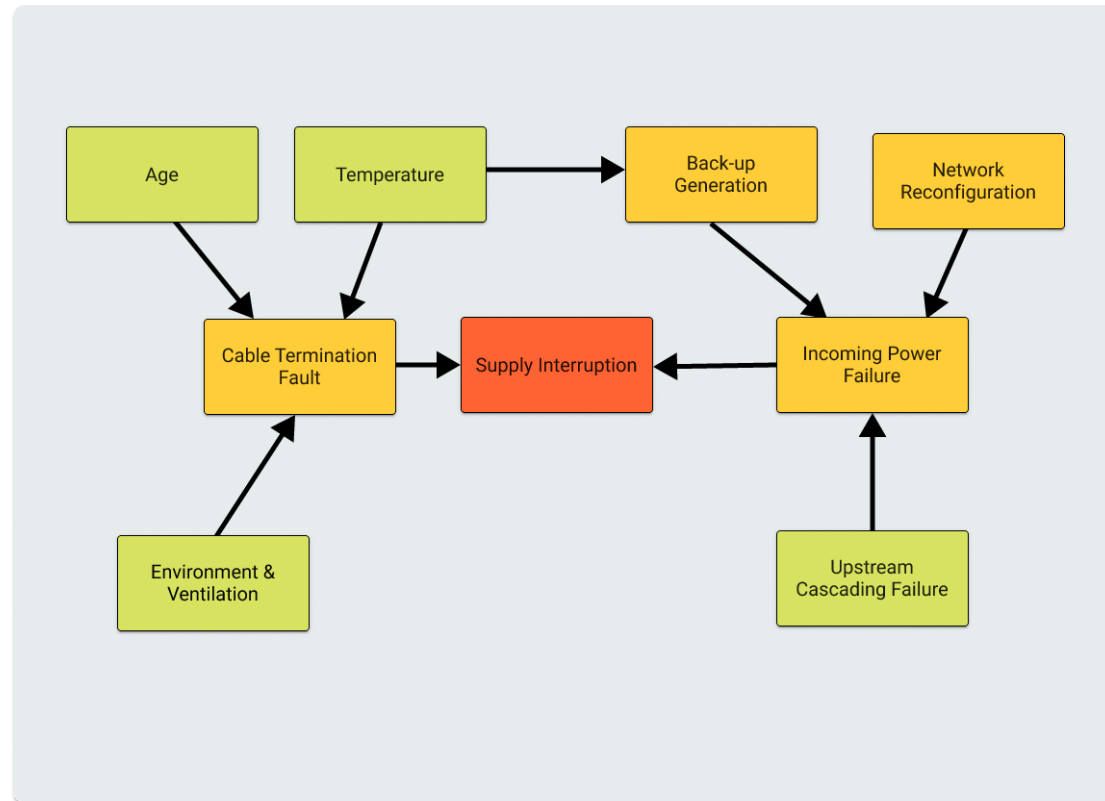 Age
Temperature
Back-up
Generation
Network
Reconfiguration
Cable Termination
Fault
Supply Interruption
Incoming Power
Failure
Environment &
Ventilation
Upstream
Cascading Failure